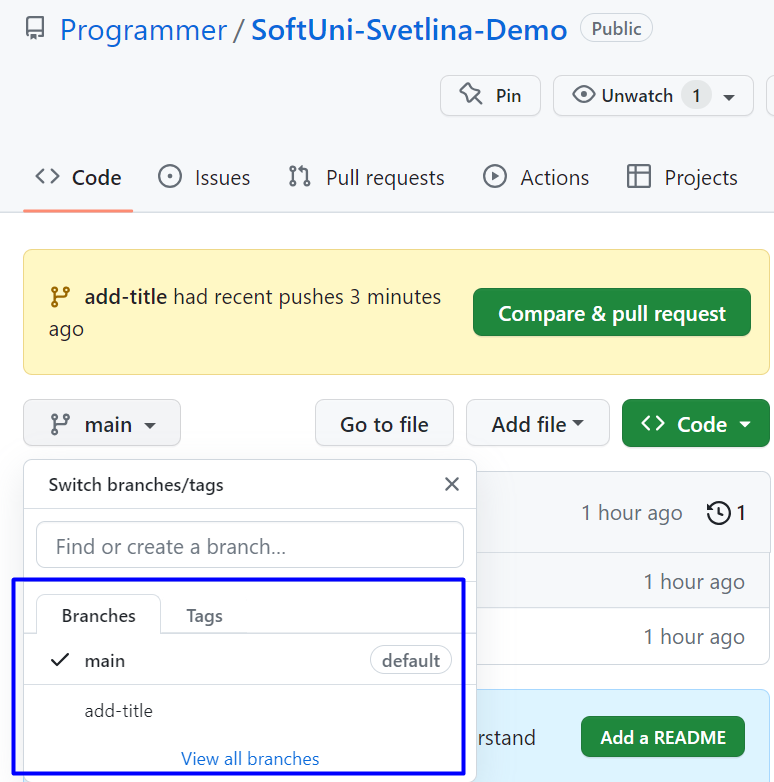 Programmer / SoftUni-Svetlina-Demo Public
Pin Unwatch 1
Code Issues Pull requests Actions Projects
add-title had recent pushes 3 minutes
ago
Compare & pull request
main Go to file Add file Code
Switch branches/tags
1 hour ago 1
Find or create a branch...
1 hour ago
Branches Tags
1 hour ago
main default
add-title
rstand Add a README
View all branches